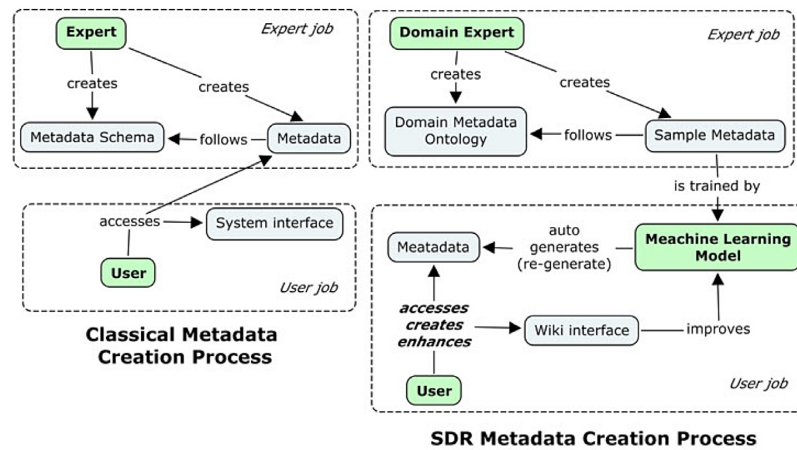 Expert
Expert job
creates
creates
Metadata Schema
follows
Metadata
accesses
System interface
User
User job
Classical Metadata
Creation Process
Domain Expert
Expert job
creates
creates
Domain Metadata
Ontology
follows
Sample Metadata
is trained by
Meatadata
auto
generates
(re-generate)
Meachine Learning
Model
accesses
creates
enhances
Wiki interface
improves
User
User job
SDR Metadata Creation Process